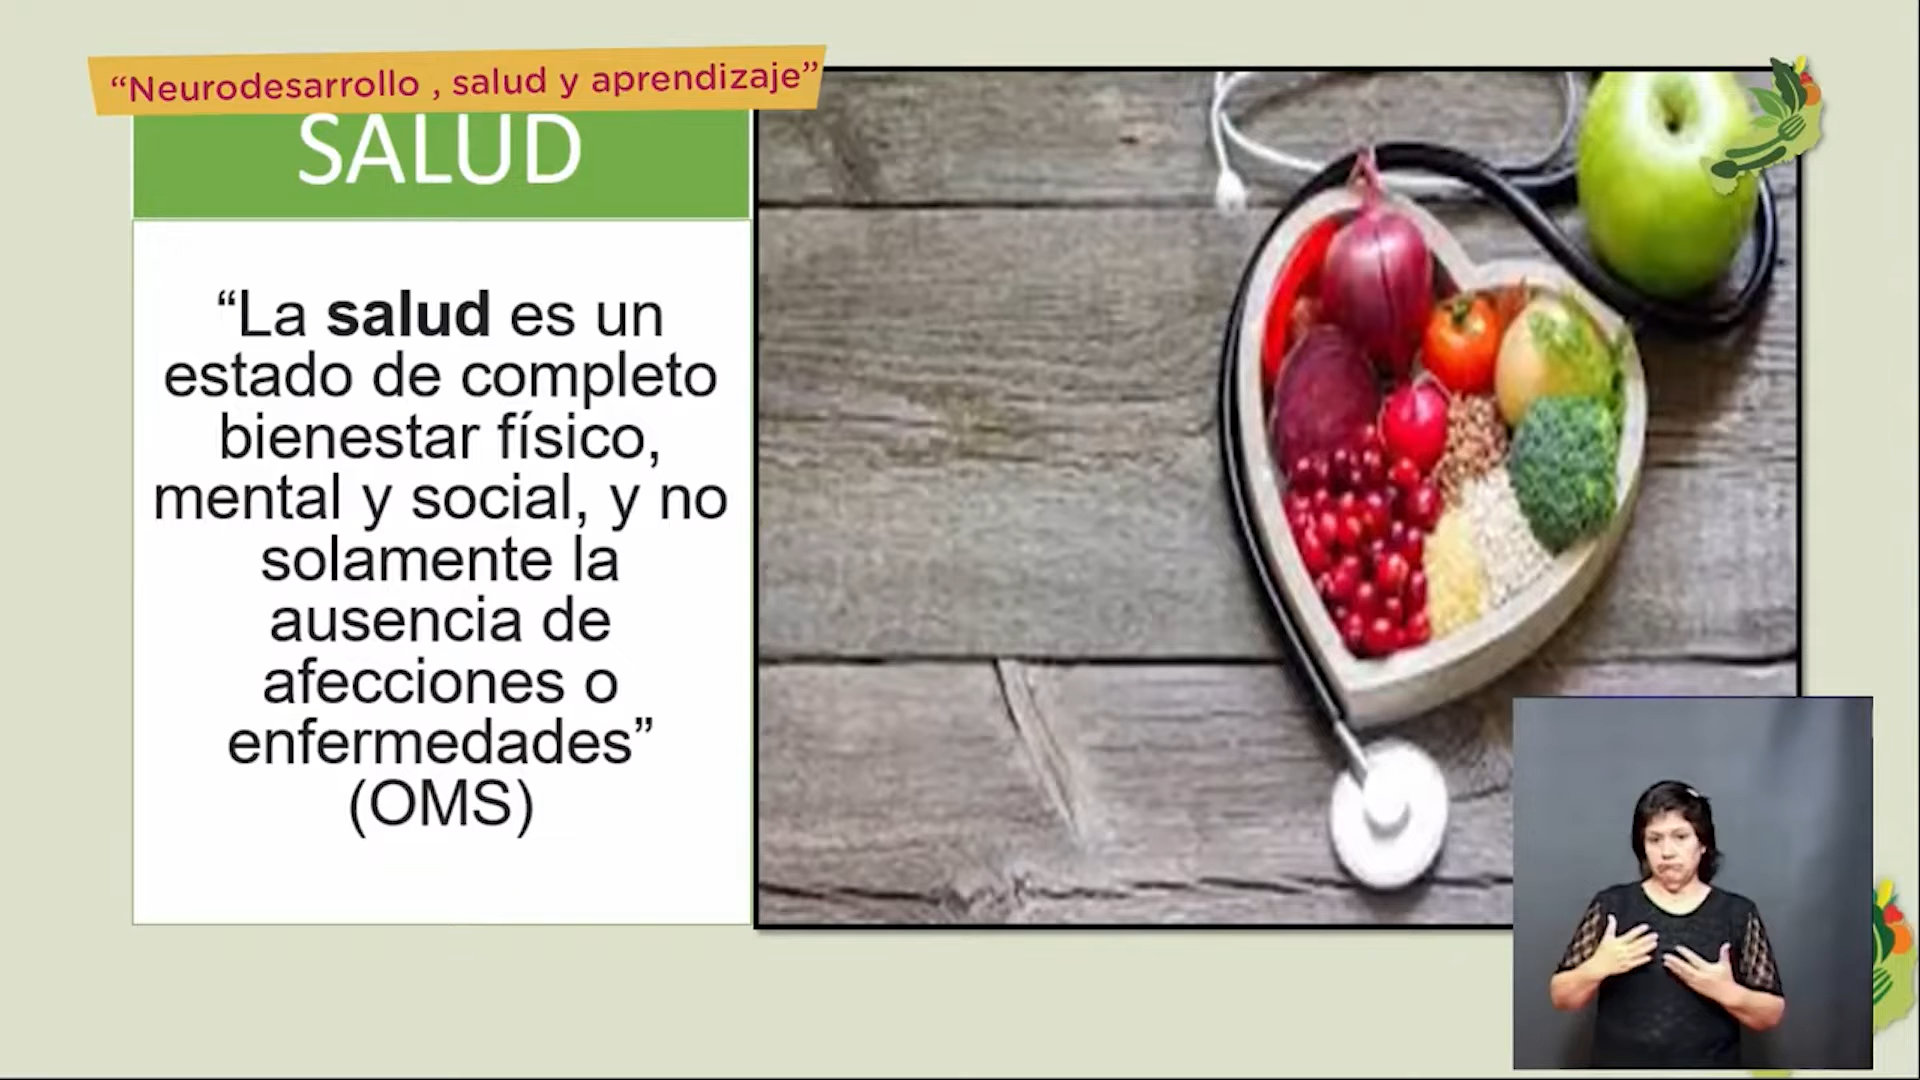 “Neurodesarrollo , salud y aprendizaje”
SALUD
“La salud es un
estado de completo
bienestar físico,
mental y social, y no
solamente la
ausencia de
afecciones o
enfermedades”
(OMS)